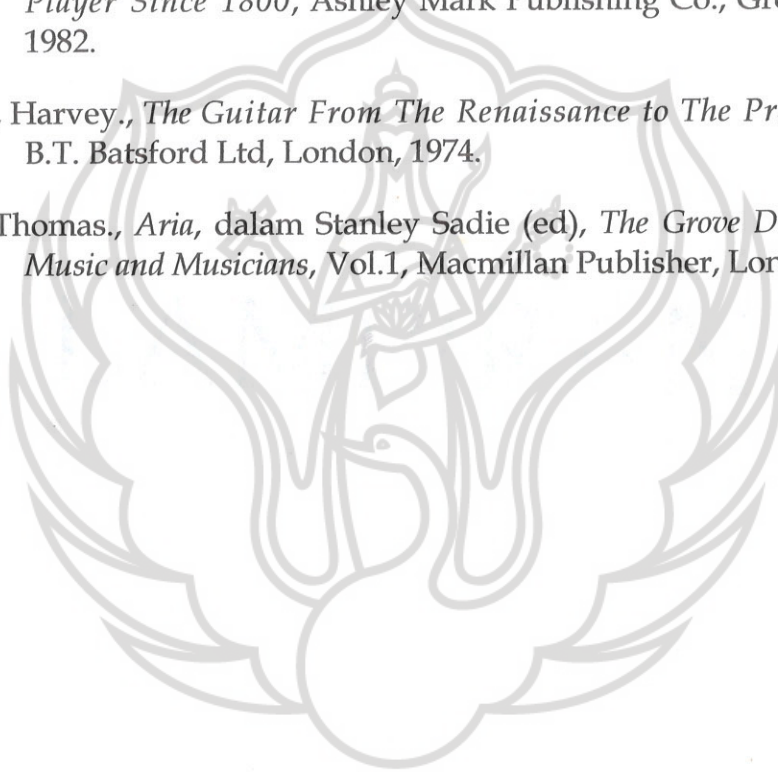 Player Since 1800, Ashley Mark Publishing Co.,
1982.
Harvey., The Guitar From The Renaissance to The
B.T. Batsford Ltd, London, 1974.
Thomas., Aria, dalam Stanley Sadie (ed), The Grove
Music and Musicians, Vol.1, Macmillan Publisher,